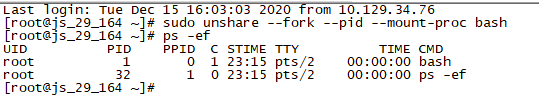 Last login: Tue Dec 15 16:03:03 2020 from 10.129.34.76
[root@js_29_164 ~]# sudo unshare --fork --pid --mount-proc bash
[root@js_29_164 ~]# ps -ef
UID PID PPID C STIME TTY TIME CMD
root 1 0 1 23:15 pts/2 00:00:00 bash
root 32 1 0 23:15 pts/2 00:00:00 ps -ef
[root@js_29_164 ~]#